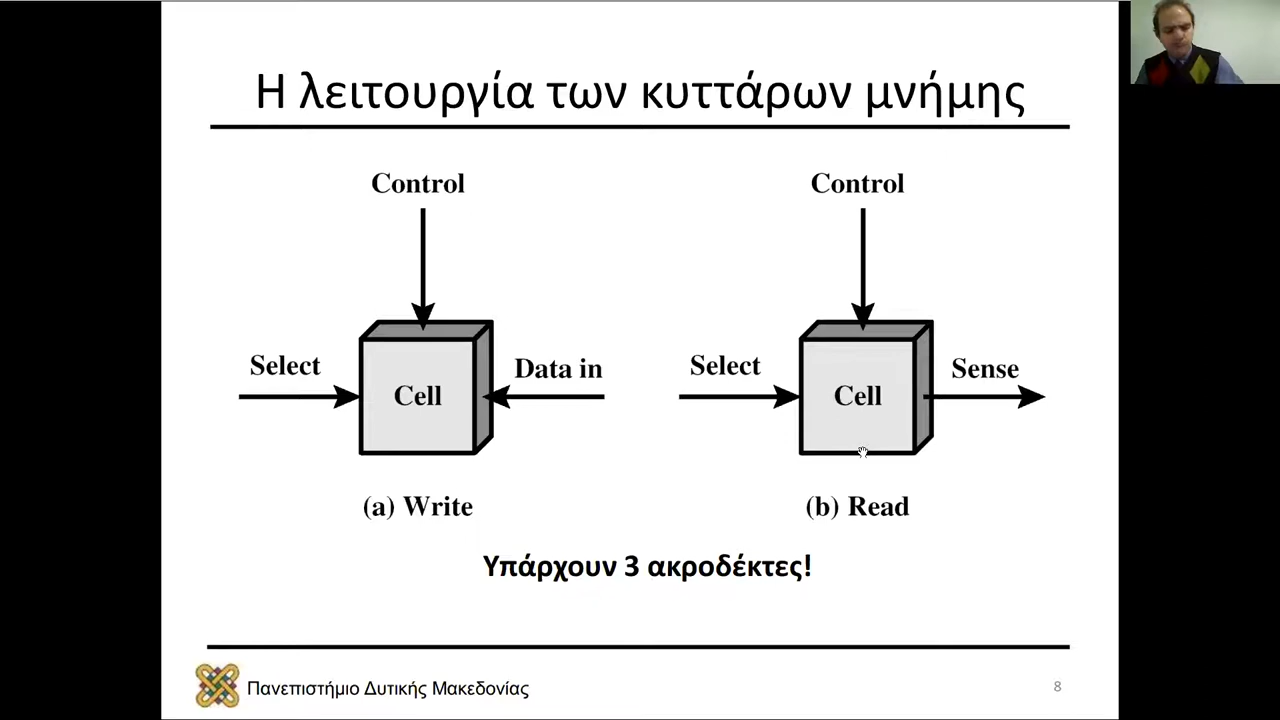 Η λειτουργία των κυττάρων μνήμης
Control
Select
Cell
Data in
(a) Write
Control
Select
Cell
Sense
(b) Read
Υπάρχουν 3 ακροδέκτες!
Πανεπιστήμιο Δυτικής Μακεδονίας
8